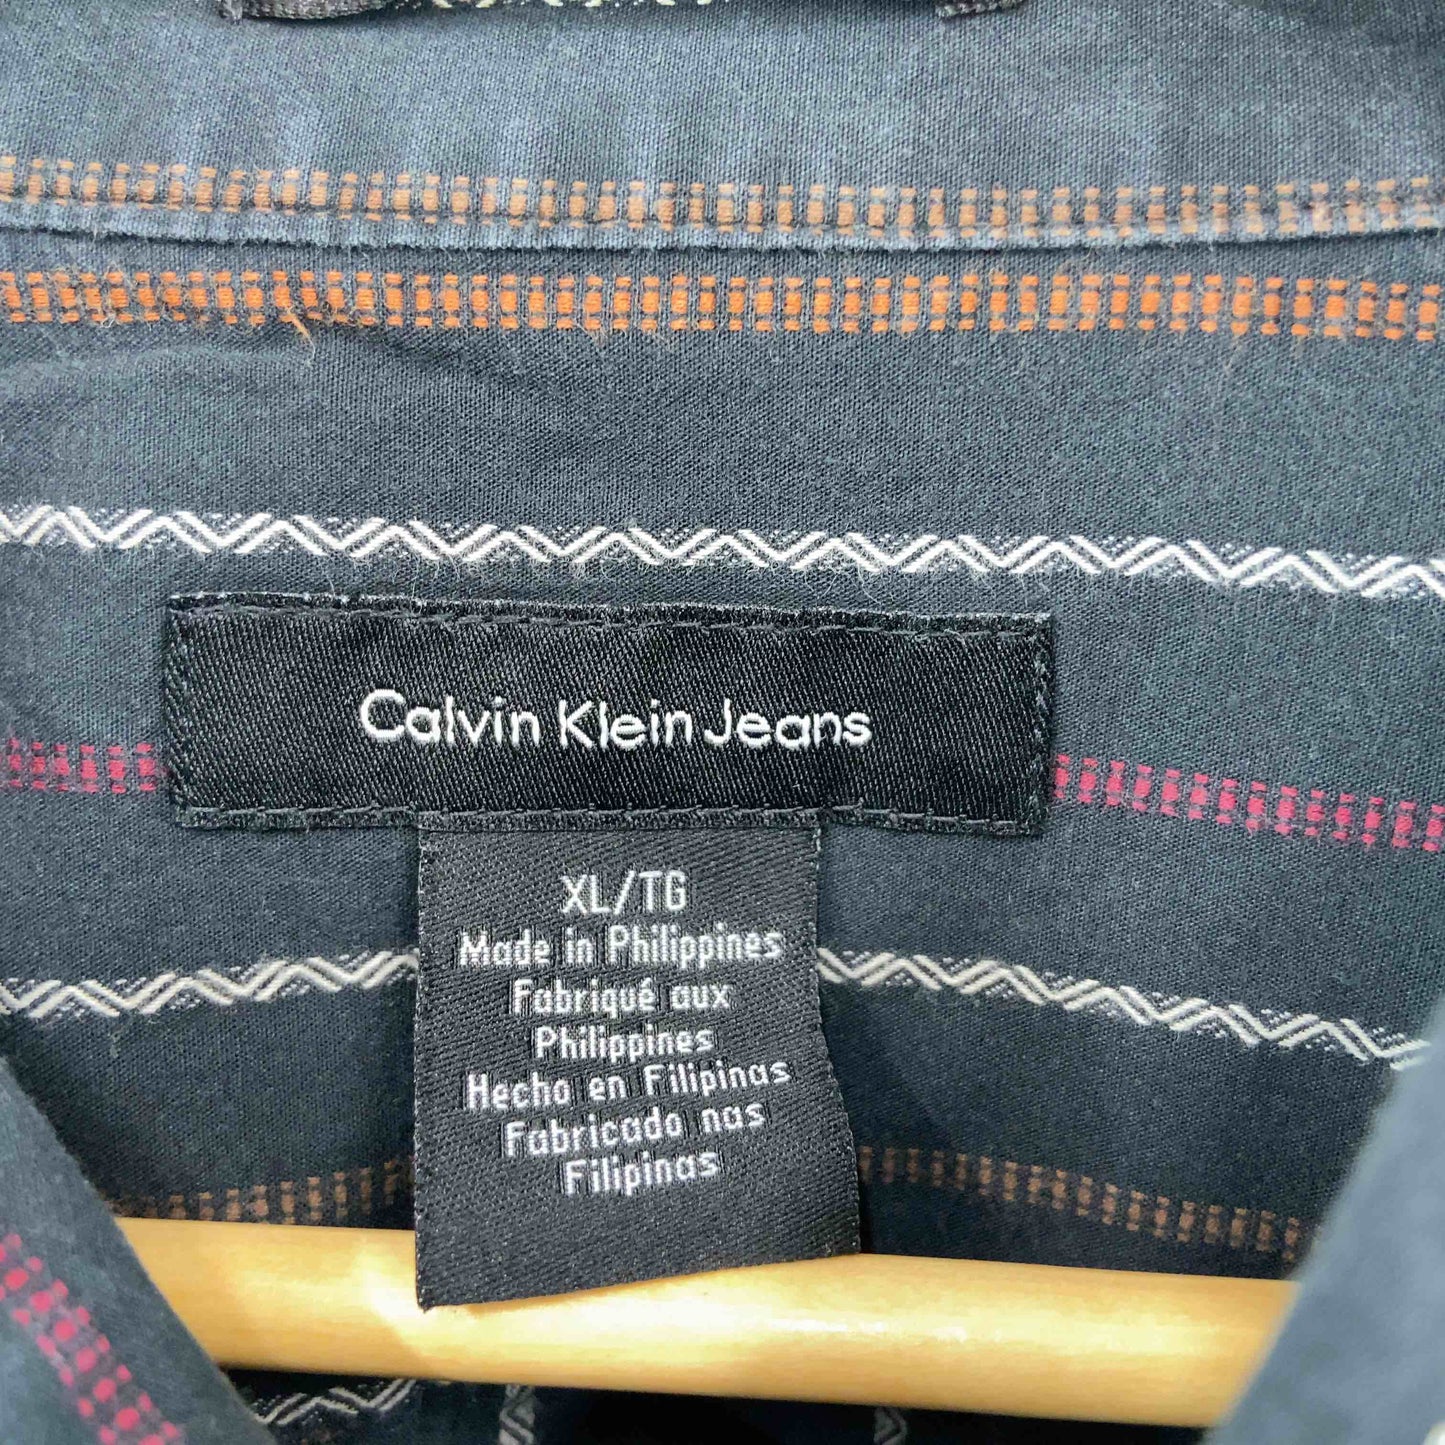 Calvin Klein Jeans
XL/TG
Made in Philippines
Fabriqué aux
Philippines
Hecho en Filipinas
Fabricado nas
Filipinas